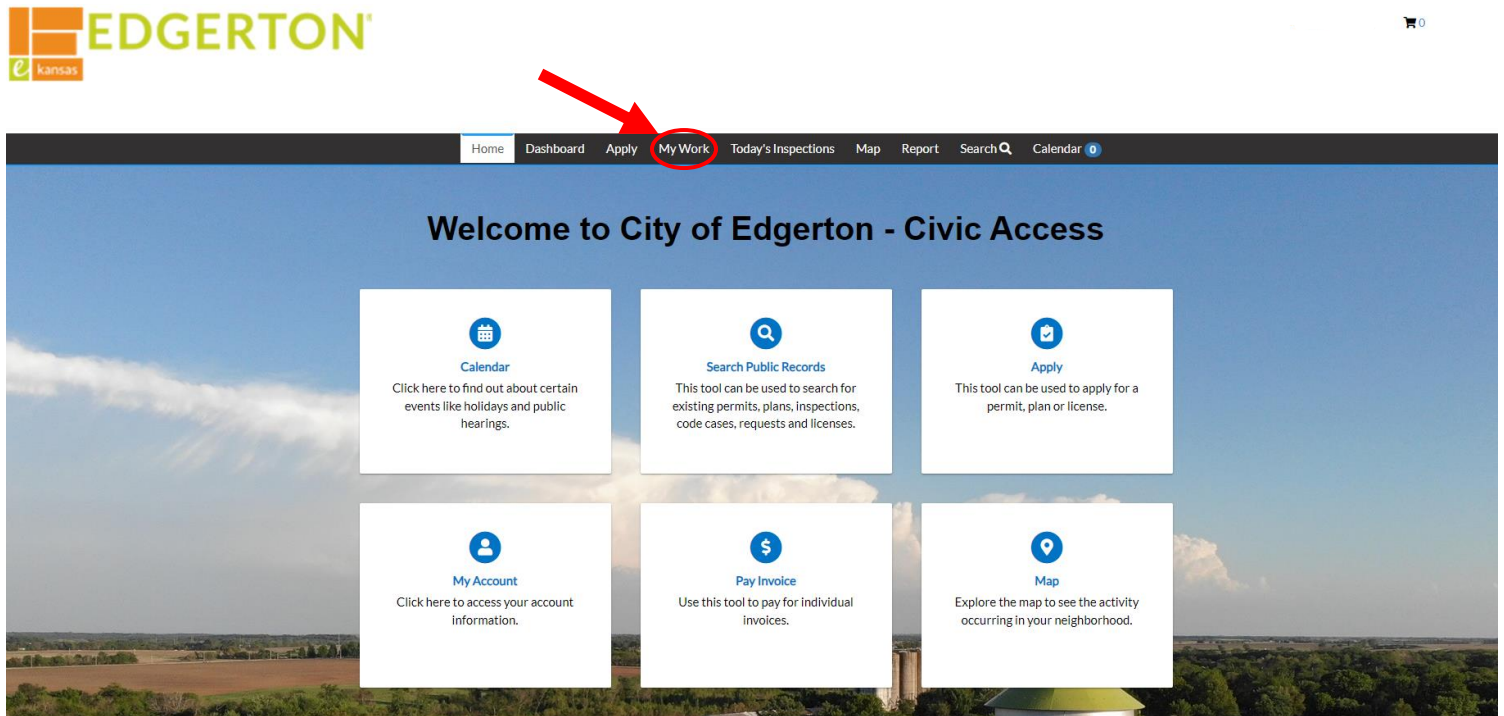 EDGERTON®
e kansas
0
Home Dashboard Apply My Work Today's Inspections Map Report Search Calendar 0
Welcome to City of Edgerton - Civic Access
Calendar
Click here to find out about certain
events like holidays and public
hearings.
Search Public Records
This tool can be used to search for
existing permits, plans, inspections,
code cases, requests and licenses.
Apply
This tool can be used to apply for a
permit, plan or license.
My Account
Click here to access your account
information.
Pay Invoice
Use this tool to pay for individual
invoices.
Map
Explore the map to see the activity
occurring in your neighborhood.